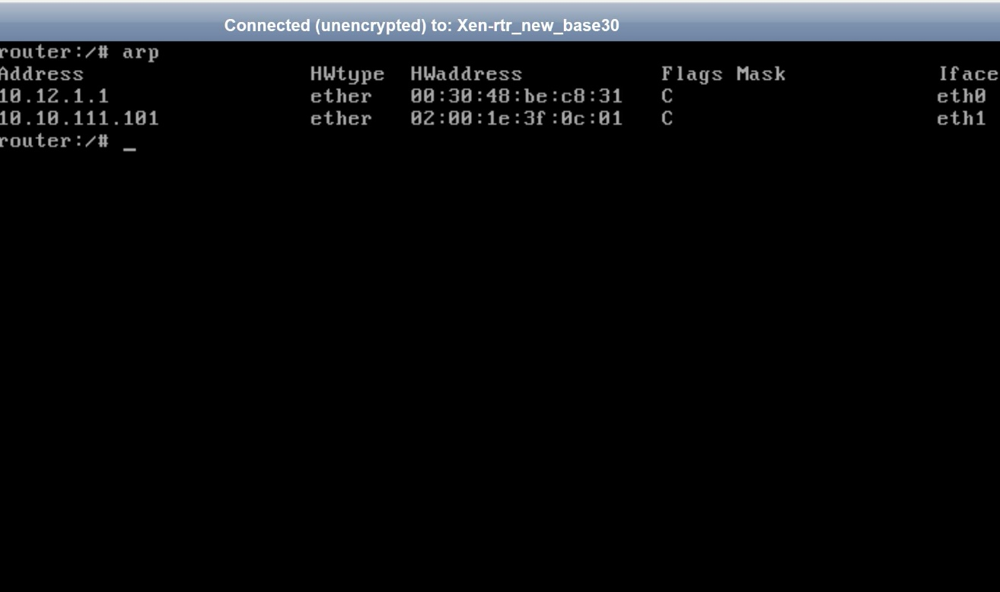 Connected (unencrypted) to: Xen-rtr_new_base30
router:/# arp
Address HWtype HWaddress Flags Mask Iface
10.12.1.1 ether 00:30:48:be:c8:31 C eth0
10.10.111.101 ether 02:00:1e:3f:0c:01 C eth1
router:/# _